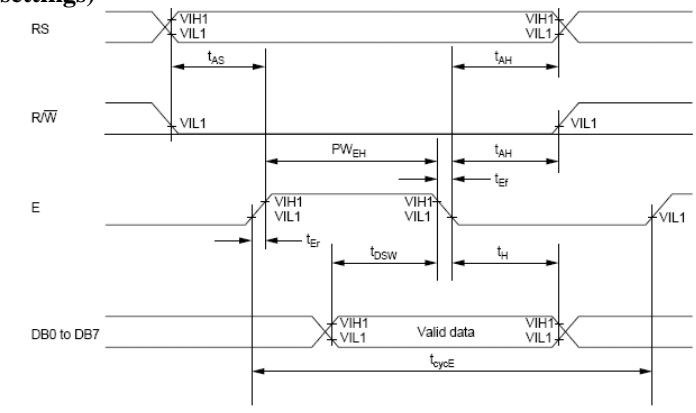 settings)
RS
VIH1
VIL1
VIH1
VIL1
tAS
tAH
R/W̅
VIL1
VIL1
PWEH
tAH
tEf
E
VIH1
VIL1
VIH1
VIL1
VIL1
tEr
tDSW
tH
DB0 to DB7
VIH1
VIL1
Valid data
VIH1
VIL1
tcycE